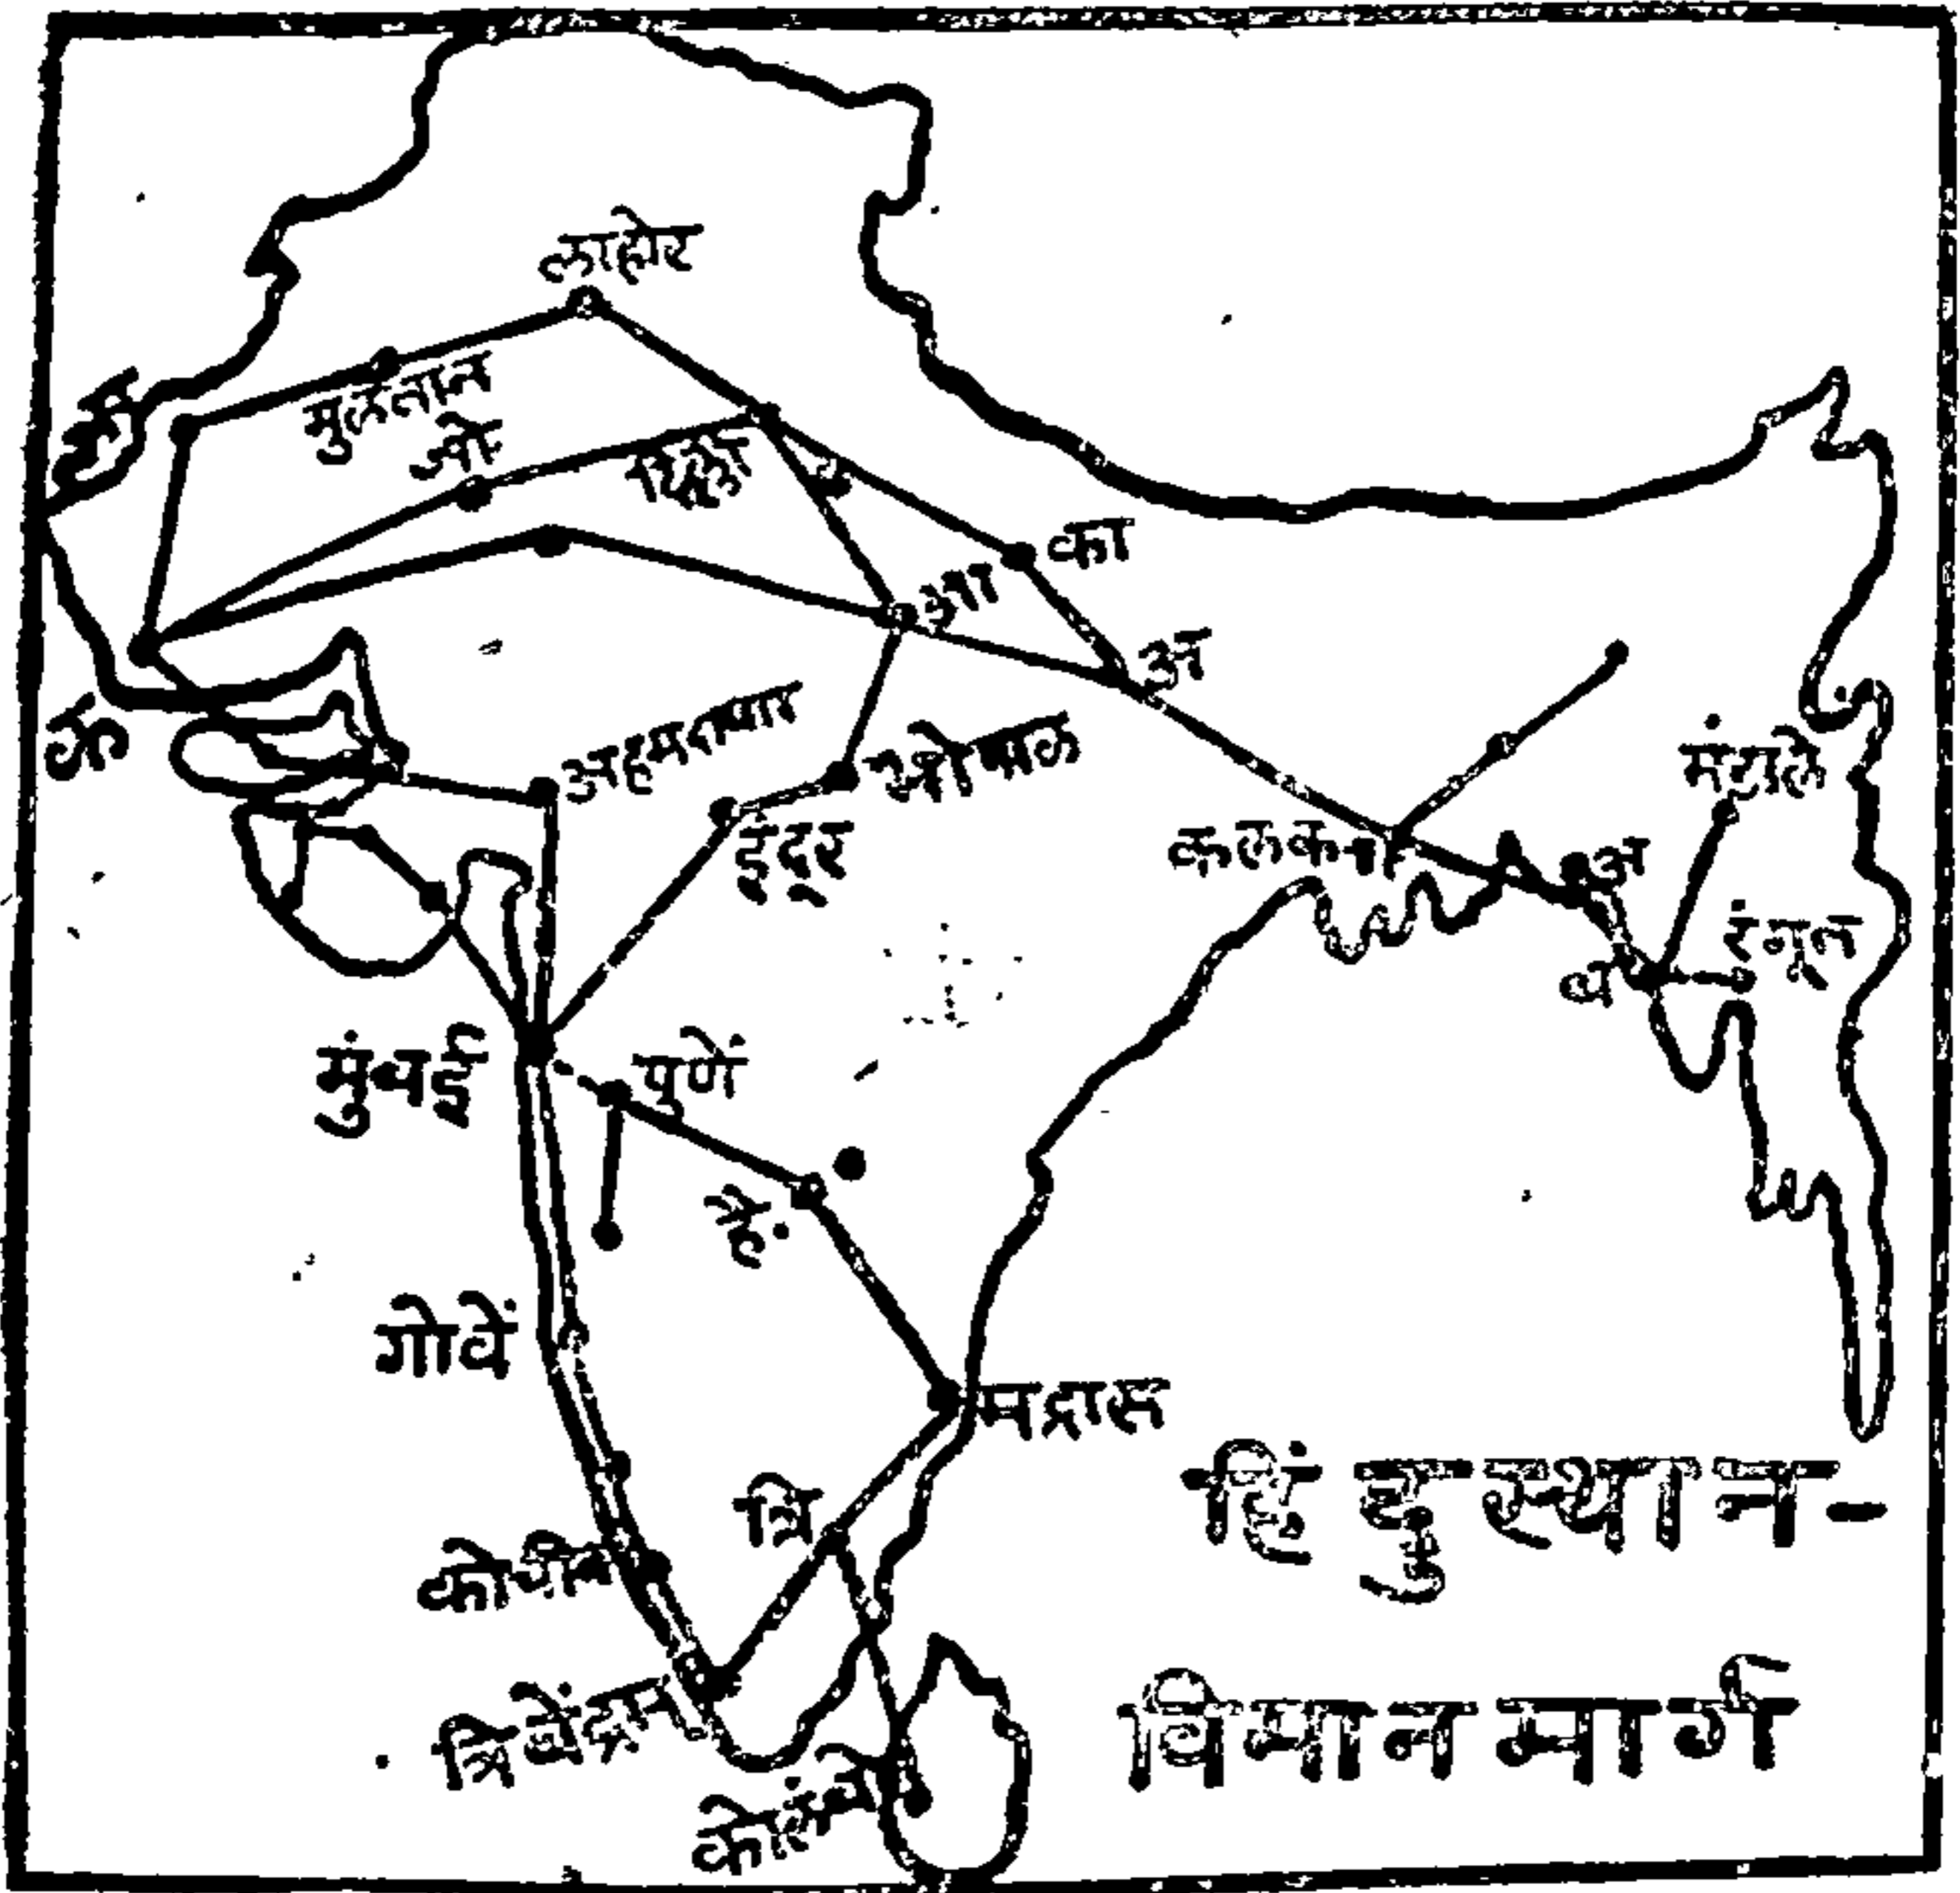 लाहोर
मुलतान
जो
का
आ
अ
कॅ
अहमदाबाद
भोपाळ
इंदूर
कलकत्ता
मंडाले
अ
रंगून
मुंबई
पुणें
हे.
गोवें
मद्रास
त्रि
कोचीन
त्रिवेंद्रम
कोलंबो
हिंदुस्थान-
विमान मार्ग